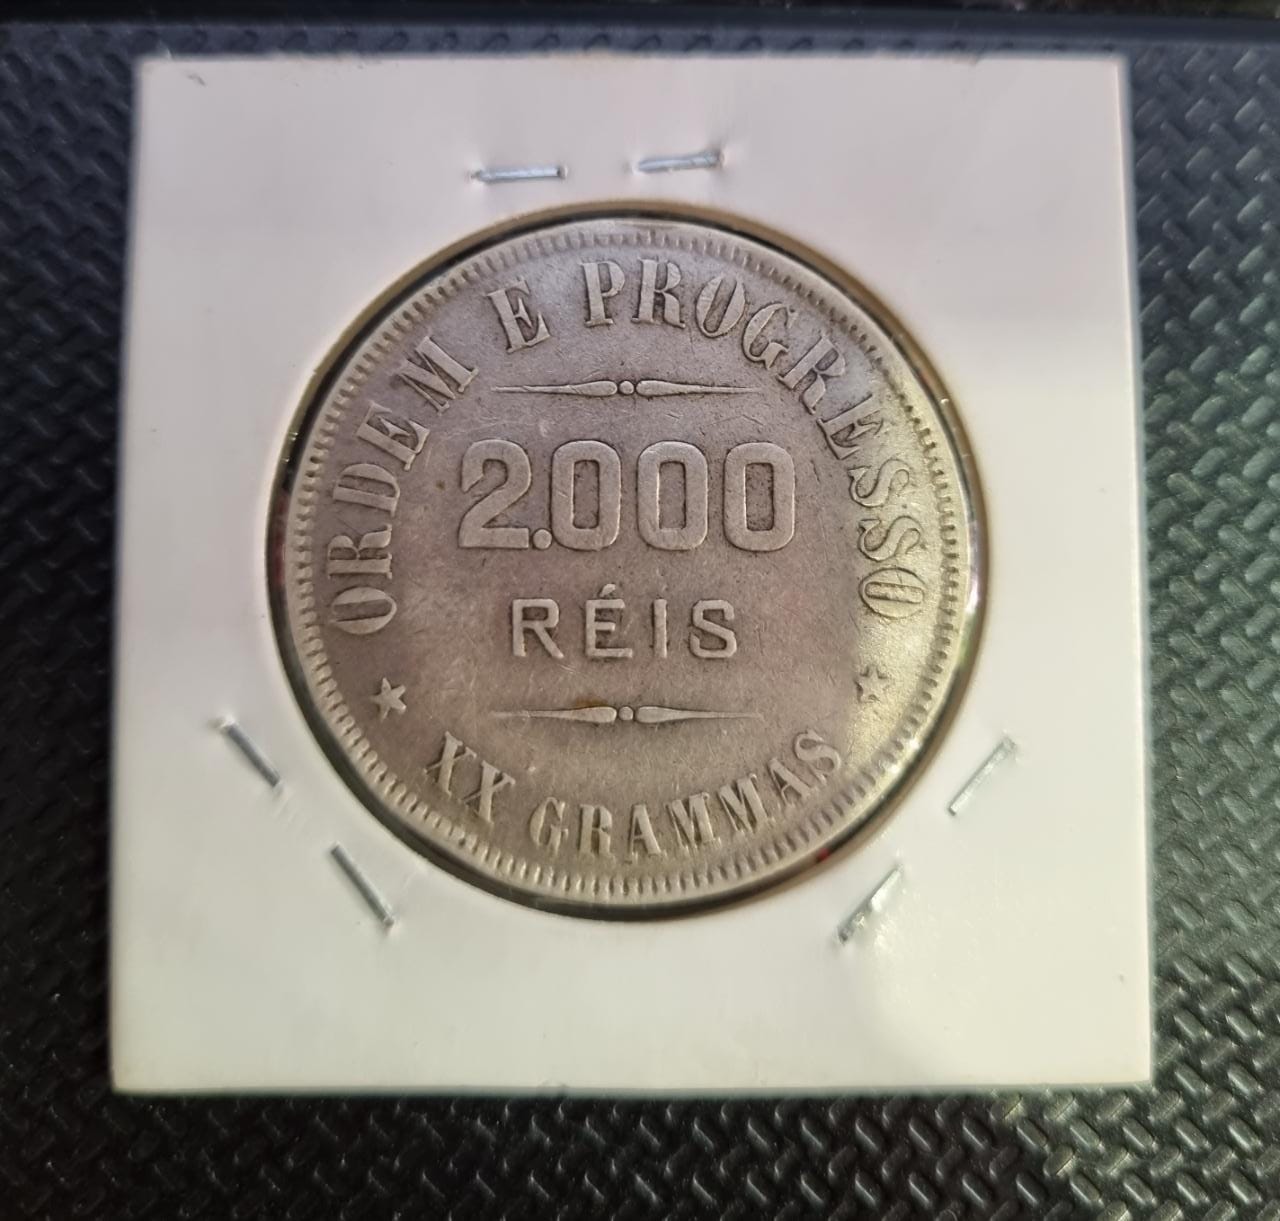 ORDEM E PROGRESSO
2.000
RÉIS
XX GRAMMAS